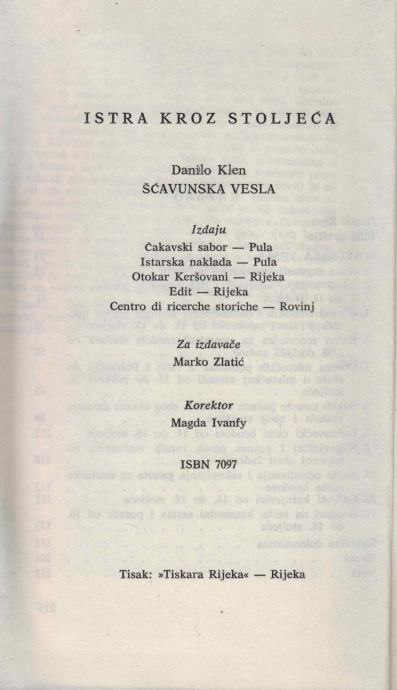 ISTRA KROZ STOLJEĆA
Danilo Klen
ŠĆAVUNSKA VESLA
Izdaju
Čakavski sabor — Pula
Istarska naklada — Pula
Otokar Keršovani — Rijeka
Edit — Rijeka
Centro di ricerche storiche — Rovinj
Za izdavače
Marko Zlatić
Korektor
Magda Ivanfy
ISBN 7097
Tisak: »Tiskara Rijeka« — Rijeka